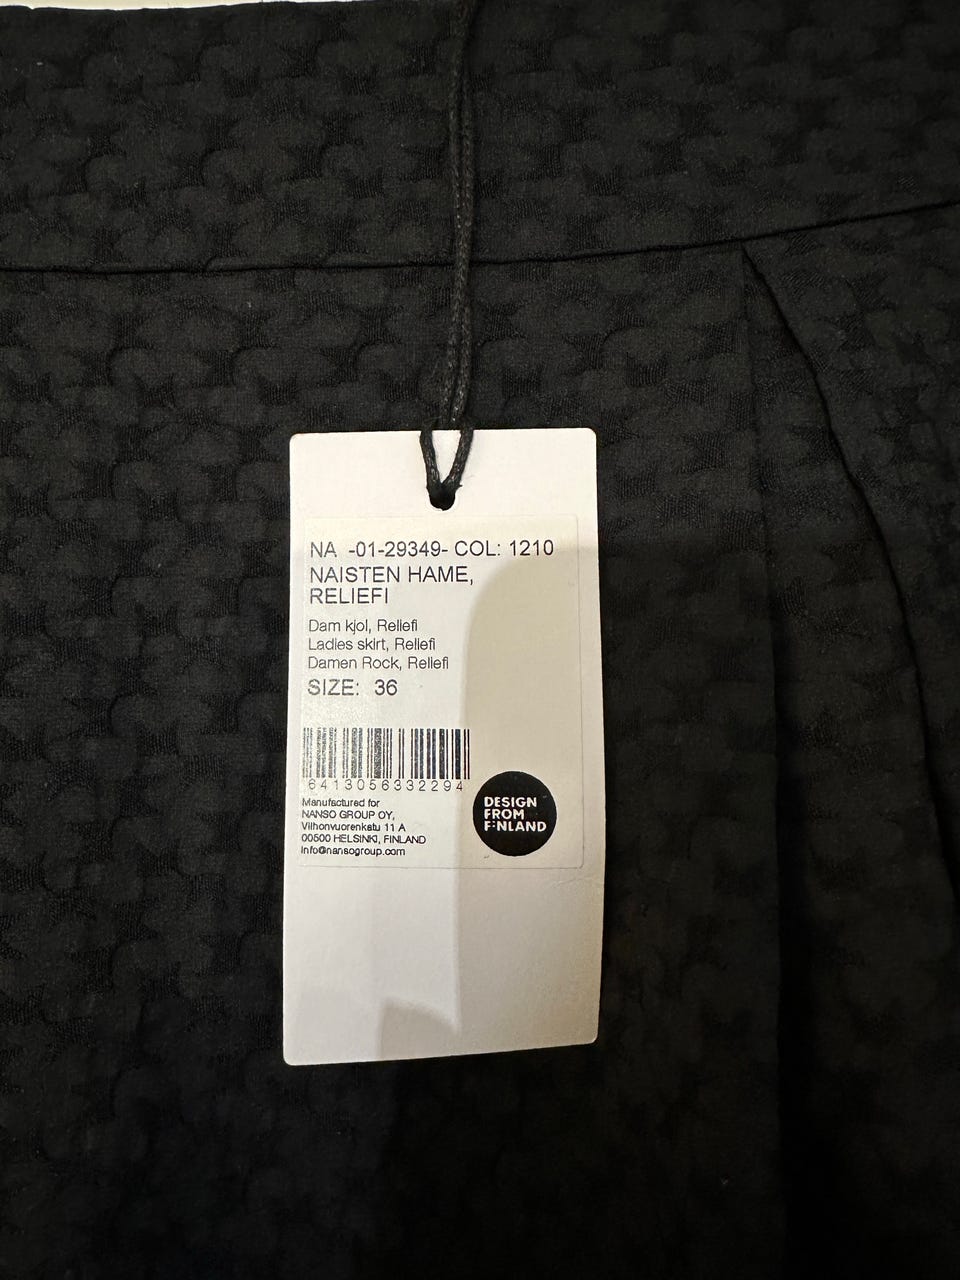 NA -01-29349- COL: 1210
NAISTEN HAME,
RELIEFI
Dam kjol, Reliefi
Ladies skirt, Reliefi
Damen Rock, Reliefi
SIZE: 36
6413056332294
Manufactured for
NANSO GROUP OY,
Vilhonvuorenkatu 11 A
00500 HELSINKI, FINLAND
info@nansogroup.com
DESIGN
FROM
FINLAND